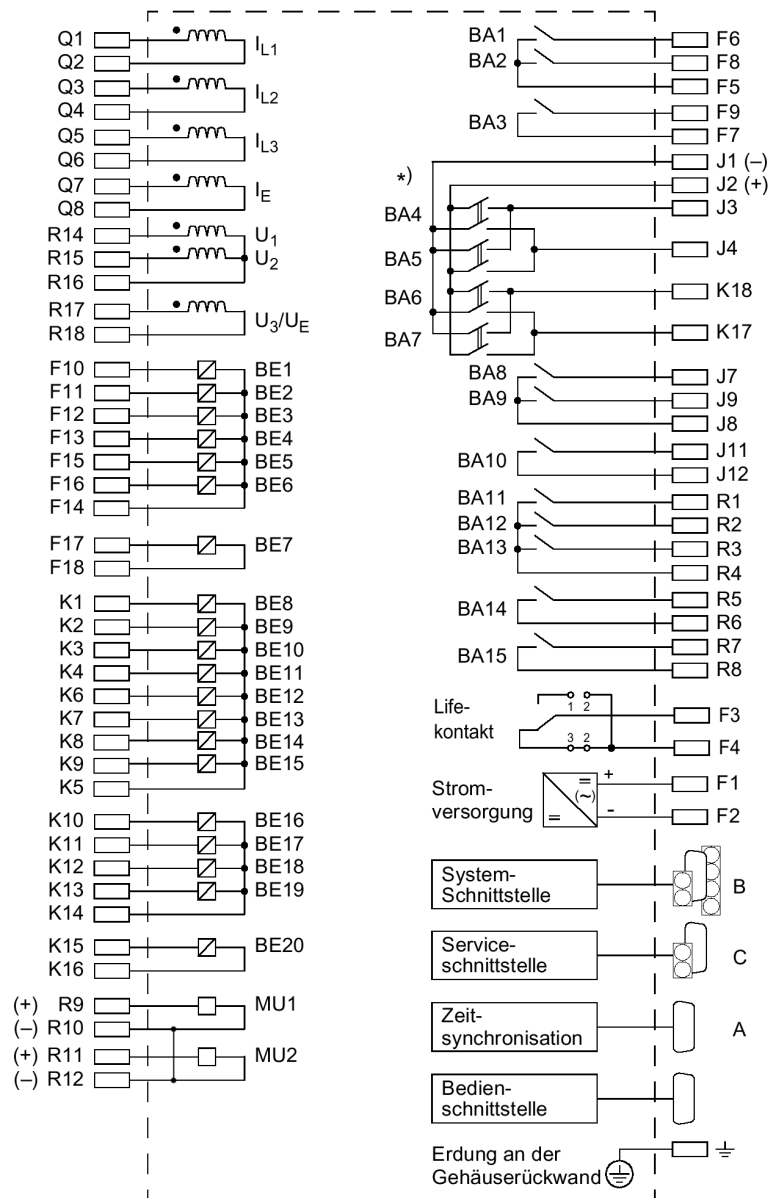 Q1
Q2
I_L1
Q3
Q4
I_L2
Q5
Q6
I_L3
Q7
Q8
I_E
R14 U_1
R15 U_2
R16
R17
R18
U_3/U_E
F10 BE1
F11 BE2
F12 BE3
F13 BE4
F15 BE5
F16 BE6
F14
F17 BE7
F18
K1 BE8
K2 BE9
K3 BE10
K4 BE11
K6 BE12
K7 BE13
K8 BE14
K9 BE15
K5
K10 BE16
K11 BE17
K12 BE18
K13 BE19
K14
K15 BE20
K16
(+) R9 MU1
(–) R10
(+) R11 MU2
(–) R12
BA1 F6
BA2 F8
F5
F9
BA3
F7
J1 (–)
*)
J2 (+)
J3
BA4
J4
BA5
BA6
K18
K17
BA7
BA8 J7
BA9 J9
J8
J11
BA10
J12
BA11 R1
BA12 R2
BA13 R3
R4
R5
BA14
R6
R7
BA15
R8
Life-
kontakt
1 2
3 2
F3
F4
Strom-
versorgung
=
(~)
=
+
-
F1
F2
System-
Schnittstelle
B
Service-
schnittstelle
C
Zeit-
synchronisation
A
Bedien-
schnittstelle
Erdung an der
Gehäuserückwand